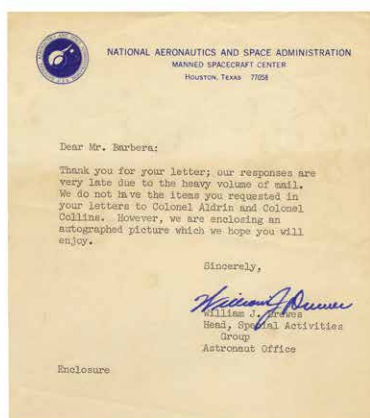 NATIONAL AERONAUTICS AND SPACE ADMINISTRATION
MANNED SPACECRAFT CENTER
HOUSTON, TEXAS 77058
Dear Mr. Barbera:
Thank you for your letter; our responses are
very late due to the heavy volume of mail.
We do not have the items you requested in
your letters to Colonel Aldrin and Colonel
Collins. However, we are enclosing an
autographed picture which we hope you will
enjoy.
Sincerely,
William J.
William J. Drewes
Head, Special Activities
Group
Astronaut Office
Enclosure